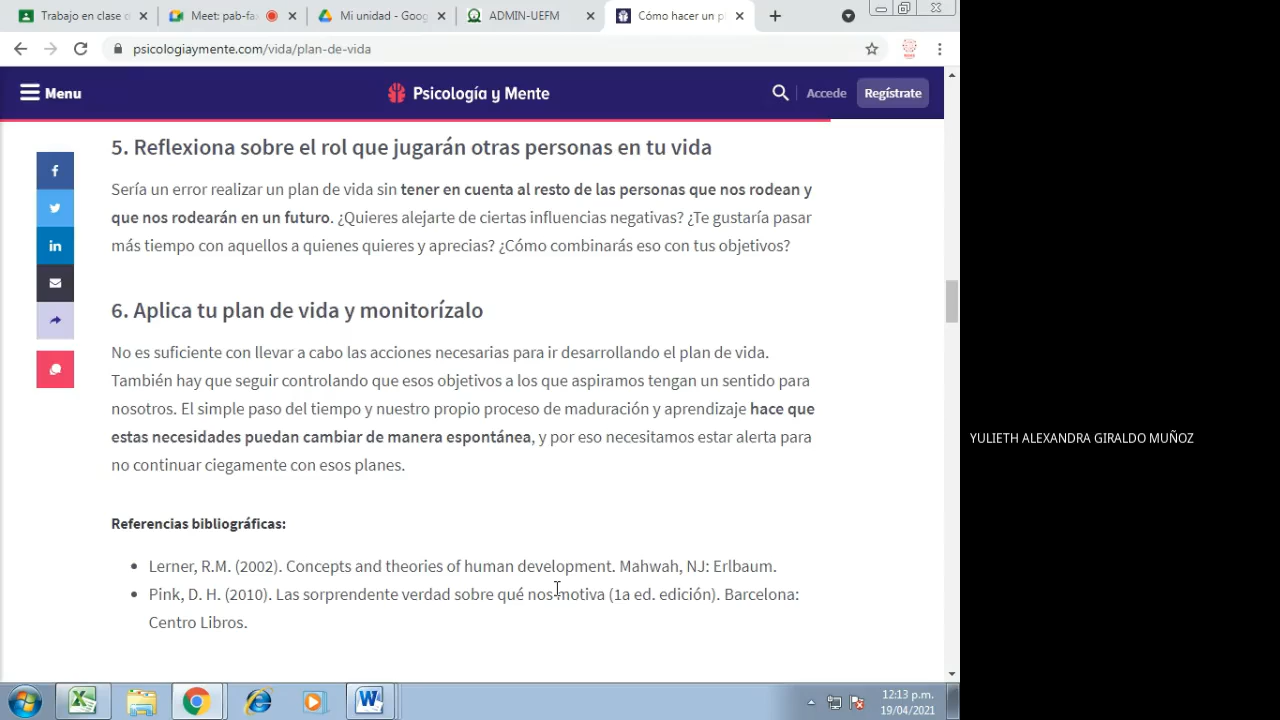 Trabajo en clase d
Meet: pab-fa
Mi unidad - Goog
ADMIN-UEFM
Cómo hacer un p
psicologiaymente.com/vida/plan-de-vida
Menu
Psicología y Mente
Accede
Regístrate
5. Reflexiona sobre el rol que jugarán otras personas en tu vida
Sería un error realizar un plan de vida sin tener en cuenta al resto de las personas que nos rodean y
que nos rodearán en un futuro. ¿Quieres alejarte de ciertas influencias negativas? ¿Te gustaría pasar
más tiempo con aquellos a quienes quieres y aprecias? ¿Cómo combinarás eso con tus objetivos?
6. Aplica tu plan de vida y monitorízalo
No es suficiente con llevar a cabo las acciones necesarias para ir desarrollando el plan de vida.
También hay que seguir controlando que esos objetivos a los que aspiramos tengan un sentido para
nosotros. El simple paso del tiempo y nuestro propio proceso de maduración y aprendizaje hace que
estas necesidades puedan cambiar de manera espontánea, y por eso necesitamos estar alerta para
no continuar ciegamente con esos planes.
YULIETH ALEXANDRA GIRALDO MUÑOZ
Referencias bibliográficas:
Lerner, R.M. (2002). Concepts and theories of human development. Mahwah, NJ: Erlbaum.
Pink, D. H. (2010). Las sorprendente verdad sobre qué nos motiva (1a ed. edición). Barcelona:
Centro Libros.
12:13 p.m.
19/04/2021